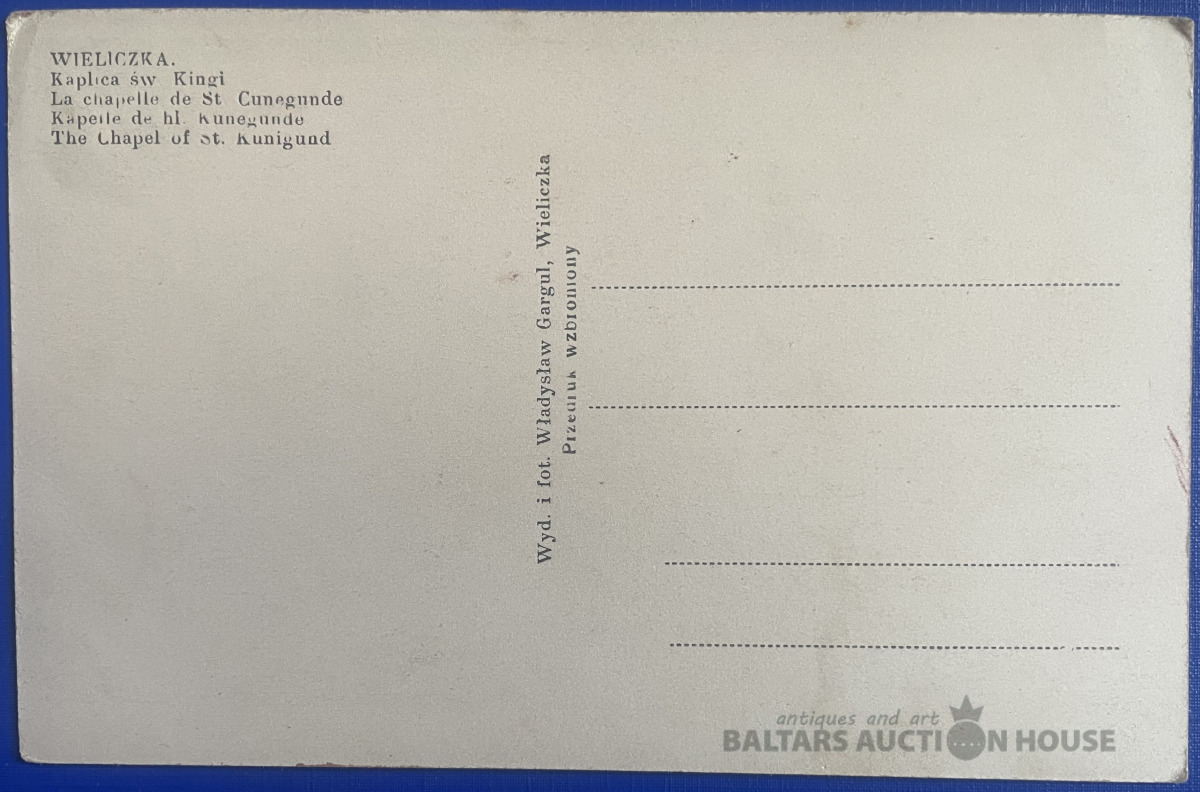 WIELICZKA.
Kaplica św Kingi
La chapelle de St Cunegunde
Kapelle de hl. Kunegunde
The Chapel of St. Kunigund
Wyd. i fot. Władysław Gargul, Wieliczka
Przedruk wzbroniony
antiques and art
BALTARS AUCTION HOUSE